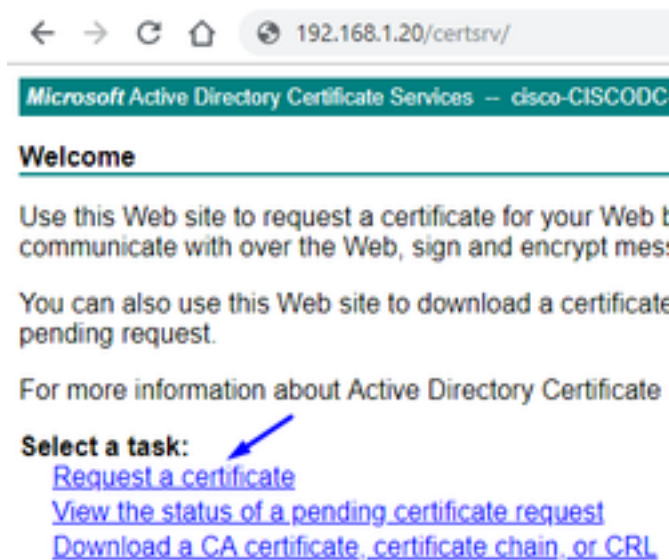 192.168.1.20/certsrv/
Microsoft Active Directory Certificate Services -- cisco-CISCODC
Welcome
Use this Web site to request a certificate for your Web b
communicate with over the Web, sign and encrypt mess
You can also use this Web site to download a certificate
pending request.
For more information about Active Directory Certificate
Select a task:
Request a certificate
View the status of a pending certificate request
Download a CA certificate, certificate chain, or CRL